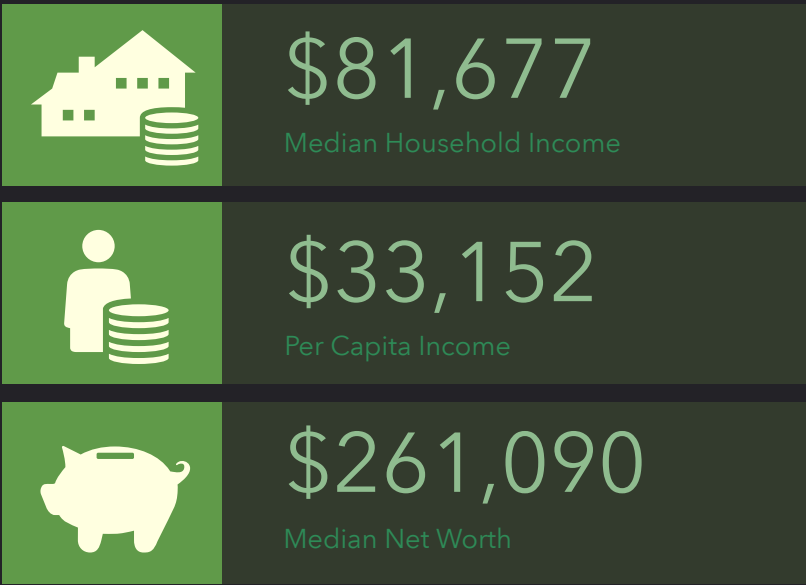 $81,677
Median Household Income
$33,152
Per Capita Income
$261,090
Median Net Worth